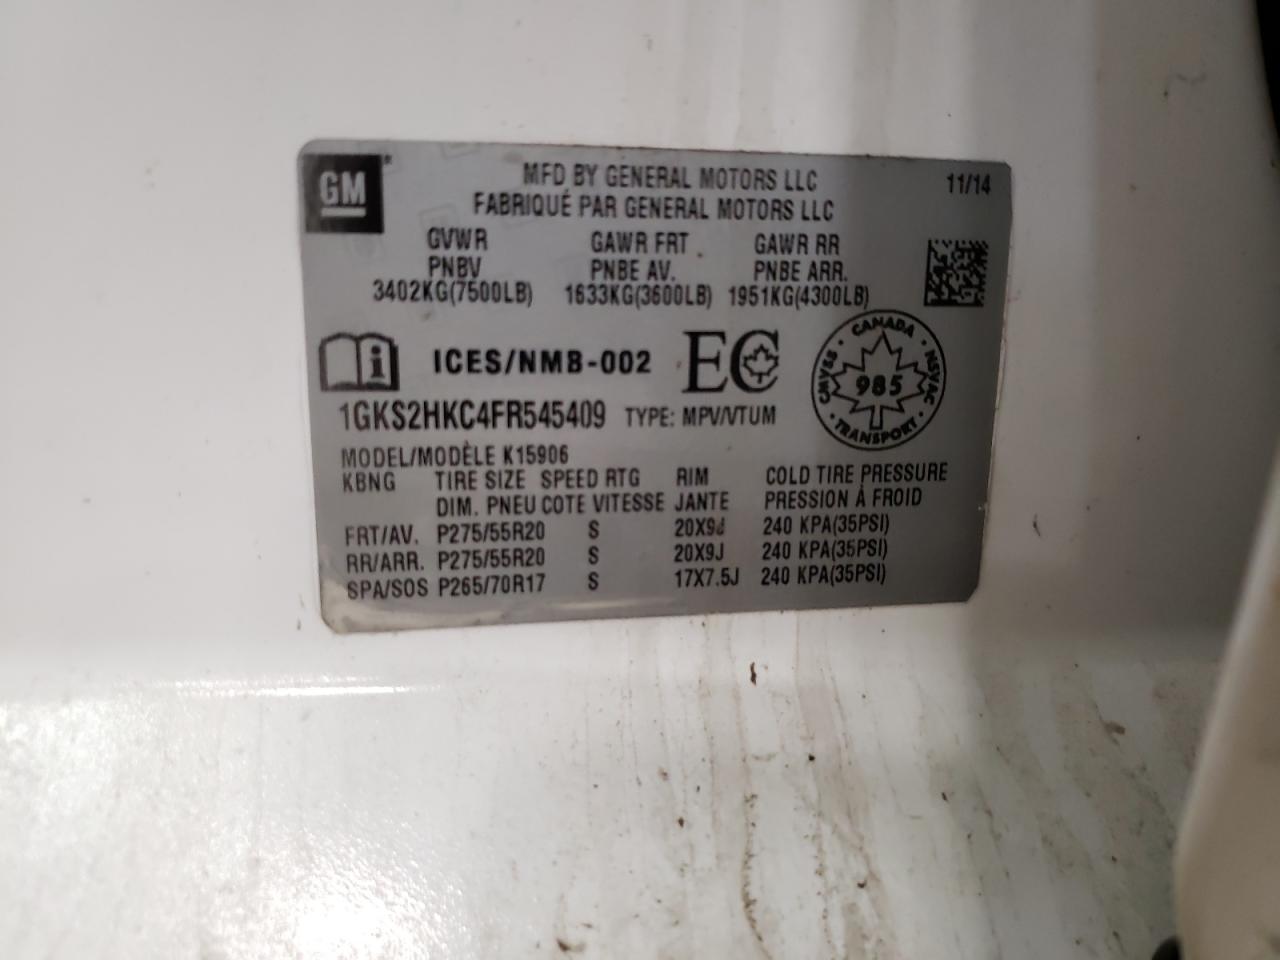 GM
MFD BY GENERAL MOTORS LLC 11/14
FABRIQUÉ PAR GENERAL MOTORS LLC
GVWR GAWR FRT GAWR RR
PNBV PNBE AV. PNBE ARR.
3402KG(7500LB) 1633KG(3600LB) 1951KG(4300LB)
i ICES/NMB-002 EC
CANADA CMVSS NSVAC 985 TRANSPORT
1GKS2HKC4FR545409 TYPE: MPV/VTUM
MODEL/MODÈLE K15906
KBNG TIRE SIZE SPEED RTG RIM COLD TIRE PRESSURE
DIM. PNEU COTE VITESSE JANTE PRESSION À FROID
FRT/AV. P275/55R20 S 20X9J 240 KPA(35PSI)
RR/ARR. P275/55R20 S 20X9J 240 KPA(35PSI)
SPA/SOS P265/70R17 S 17X7.5J 240 KPA(35PSI)